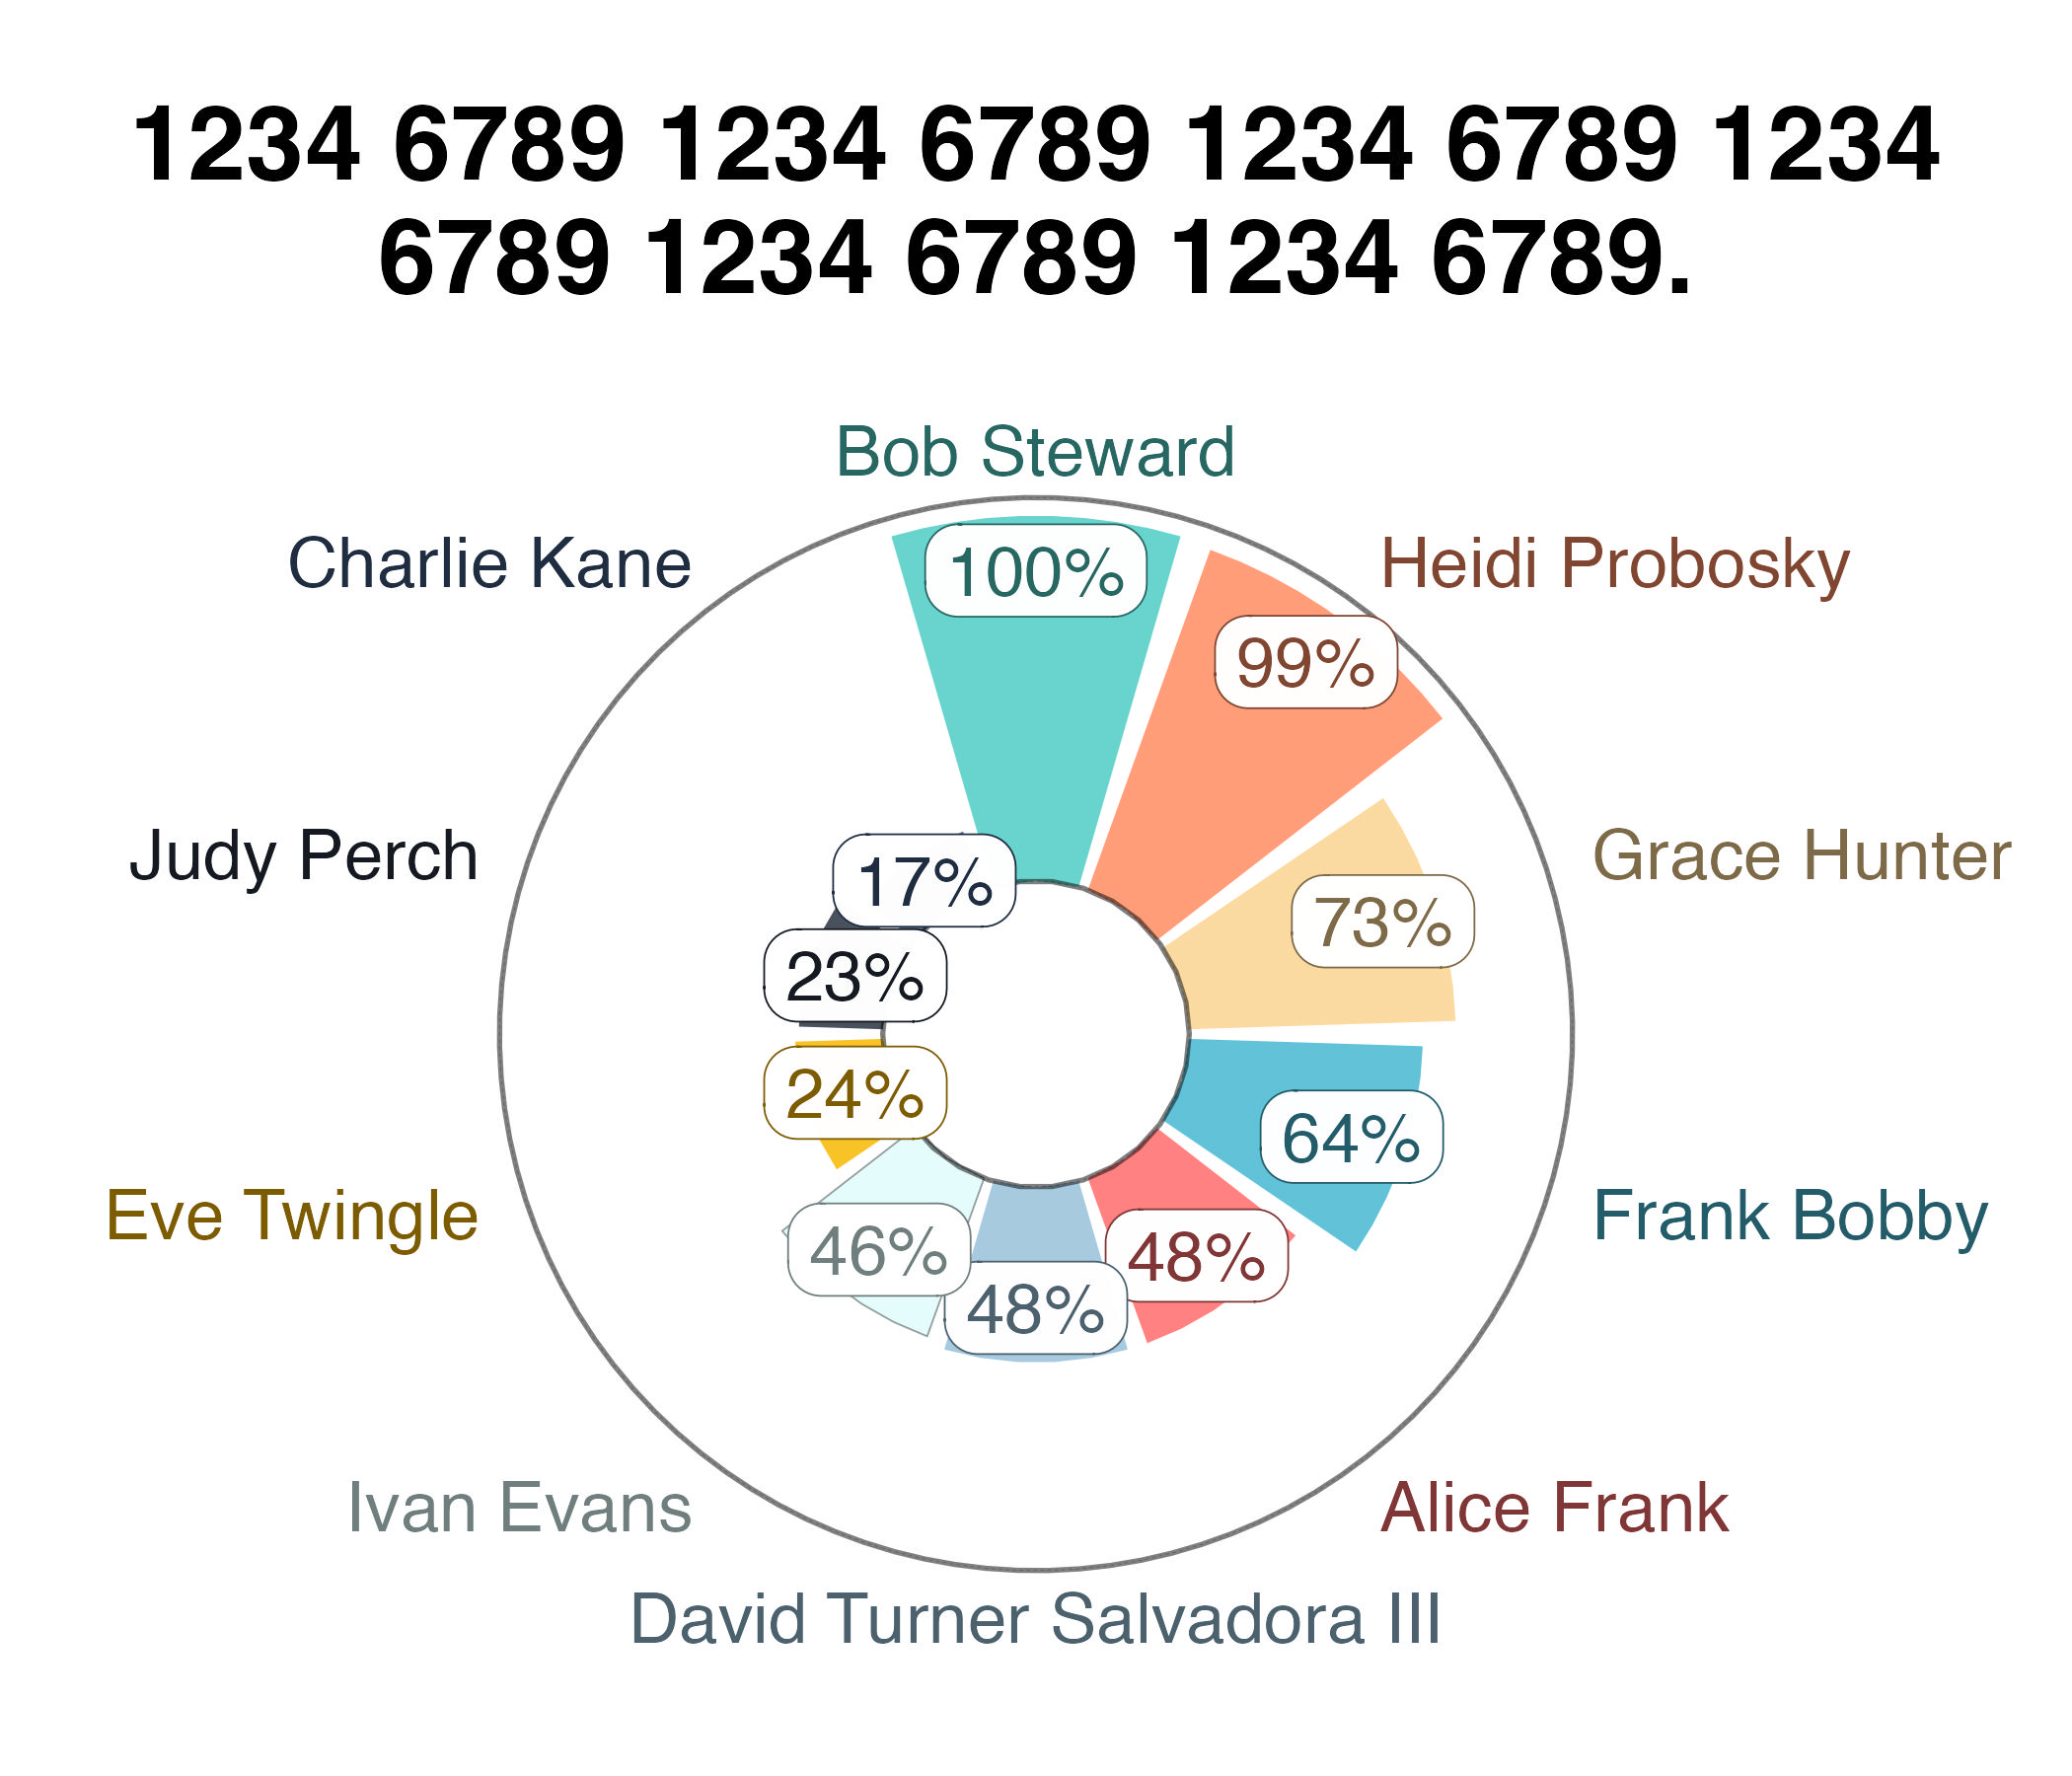 1234 6789 1234 6789 1234 6789 1234
6789 1234 6789 1234 6789.
Bob Steward
Charlie Kane
Heidi Probosky
100%
99%
Judy Perch
17%
Grace Hunter
73%
23%
24%
64%
Eve Twingle
Frank Bobby
46%
48%
48%
Ivan Evans
Alice Frank
David Turner Salvadora III